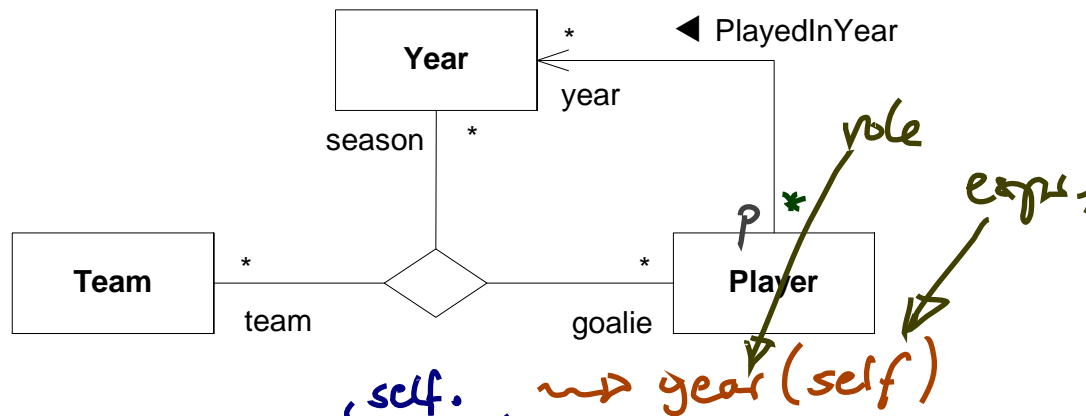 ◀ PlayedInYear
*
Year
year
season
*
role
expr.
p
*
Team
*
*
Player
team
goalie
, self. ⇝ year (self)